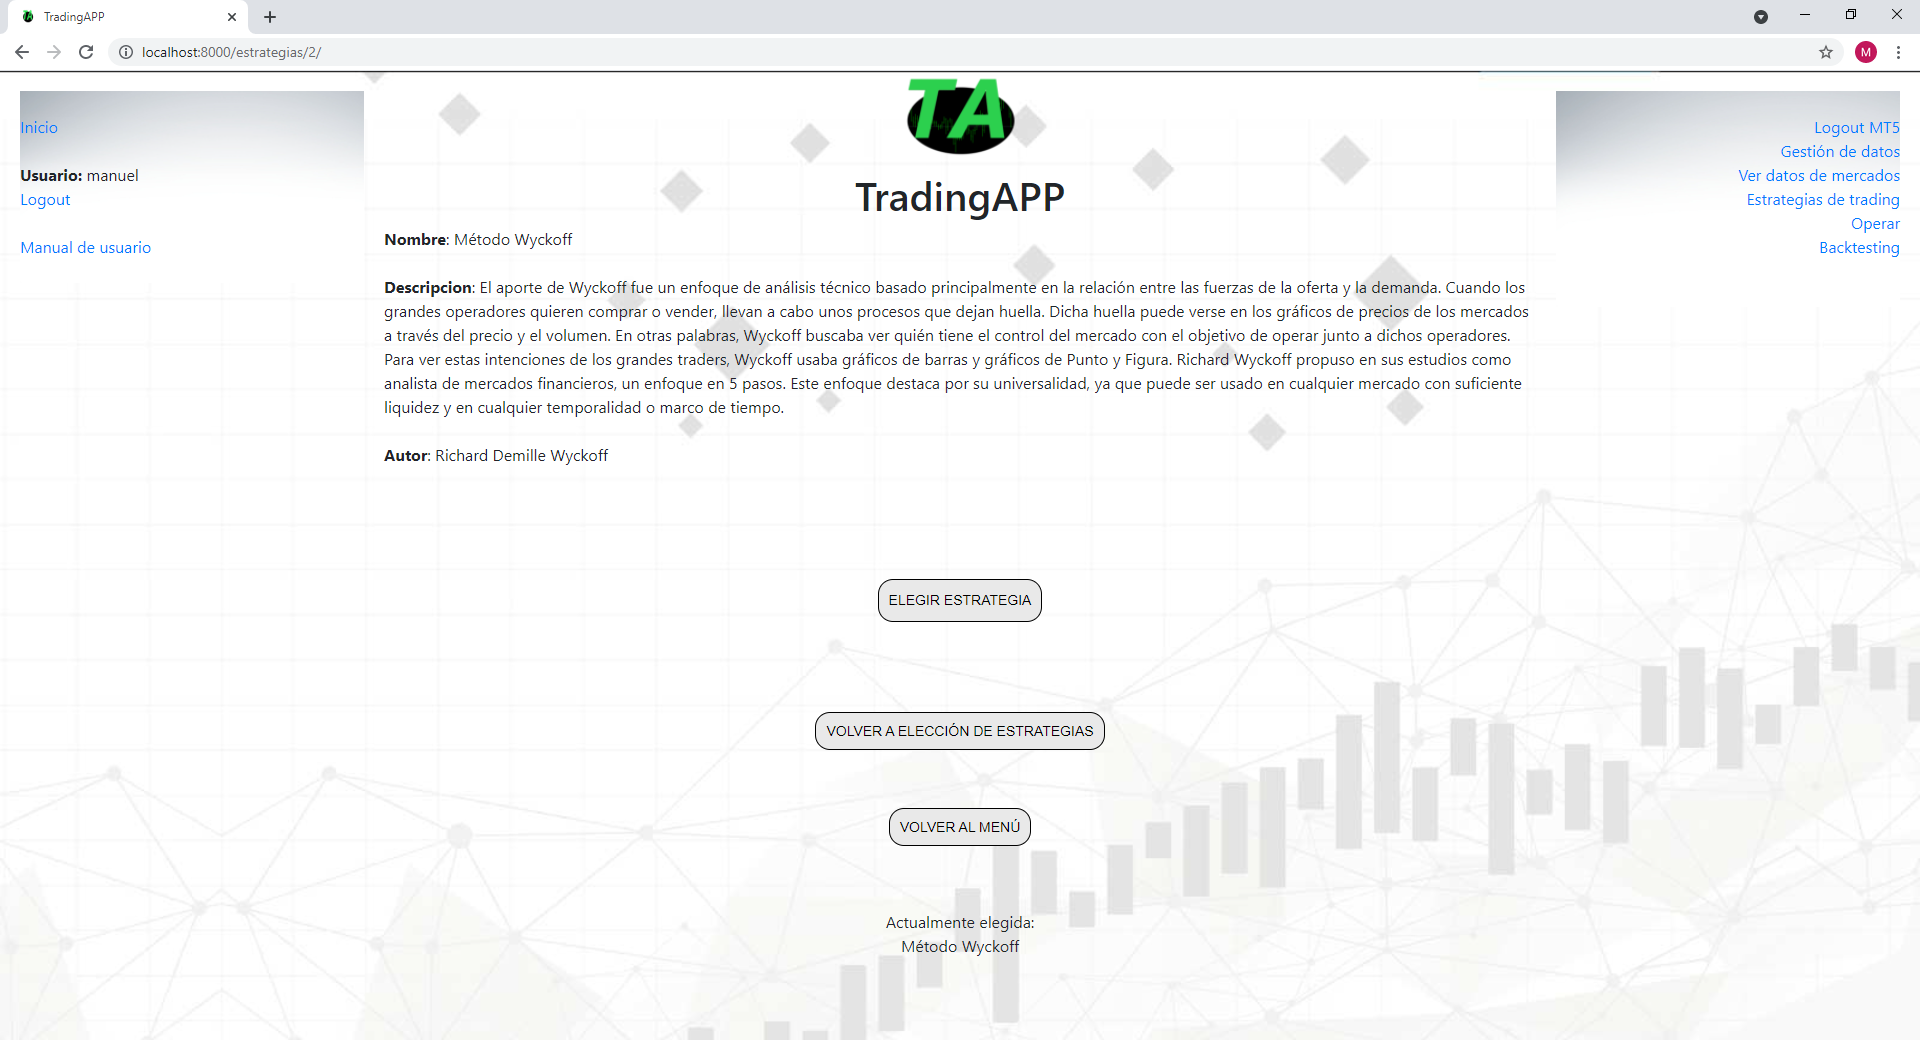 TradingAPP
localhost:8000/estrategias/2/
M
Inicio
Usuario: manuel
Logout
Manual de usuario
TA
TradingAPP
Logout MT5
Gestión de datos
Ver datos de mercados
Estrategias de trading
Operar
Backtesting
Nombre: Método Wyckoff
Descripcion: El aporte de Wyckoff fue un enfoque de análisis técnico basado principalmente en la relación entre las fuerzas de la oferta y la demanda. Cuando los
grandes operadores quieren comprar o vender, llevan a cabo unos procesos que dejan huella. Dicha huella puede verse en los gráficos de precios de los mercados
a través del precio y el volumen. En otras palabras, Wyckoff buscaba ver quién tiene el control del mercado con el objetivo de operar junto a dichos operadores.
Para ver estas intenciones de los grandes traders, Wyckoff usaba gráficos de barras y gráficos de Punto y Figura. Richard Wyckoff propuso en sus estudios como
analista de mercados financieros, un enfoque en 5 pasos. Este enfoque destaca por su universalidad, ya que puede ser usado en cualquier mercado con suficiente
liquidez y en cualquier temporalidad o marco de tiempo.
Autor: Richard Demille Wyckoff
ELEGIR ESTRATEGIA
VOLVER A ELECCIÓN DE ESTRATEGIAS
VOLVER AL MENÚ
Actualmente elegida:
Método Wyckoff